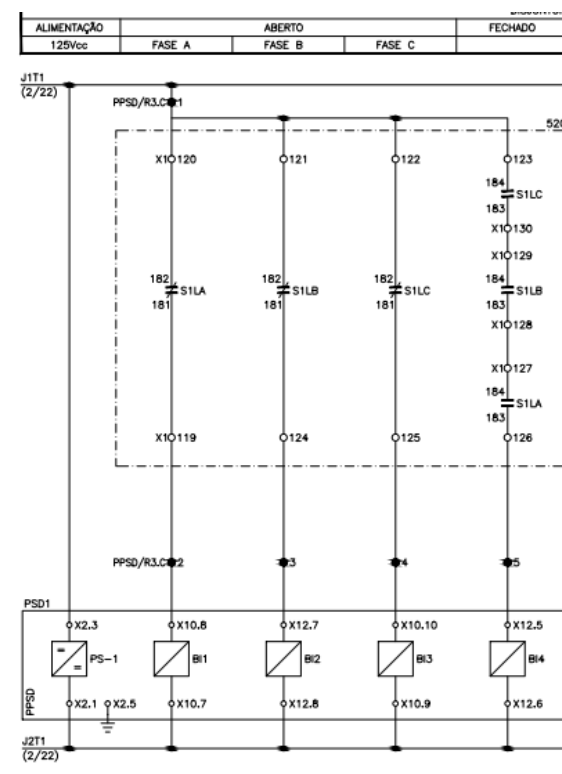 ALIMENTAÇÃO ABERTO FECHADO
125Vcc FASE A FASE B FASE C
J1T1
(2/22)
PPSD/R3.C 1
520
X1 120 121 122 123
184
S1LC
183
X1 130
X1 129
182 182 182 184
S1LA S1LB S1LC S1LB
181 181 181 183
X1 128
X1 127
184
S1LA
183
X1 119 124 125 126
PPSD/R3.C 2 3 4 5
PSD1
X2.3 X10.8 X12.7 X10.10 X12.5
PS-1 BI1 BI2 BI3 BI4
PPSD
X2.1 X2.5 X10.7 X12.8 X10.9 X12.6
J2T1
(2/22)